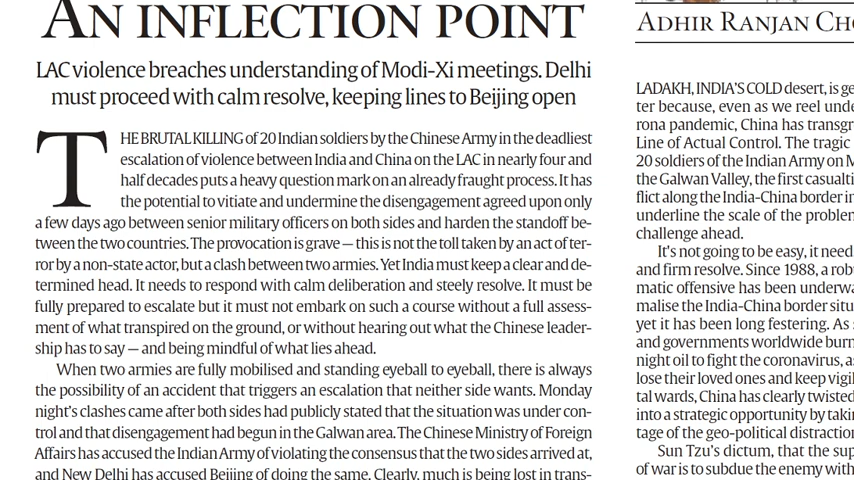 AN INFLECTION POINT
LAC violence breaches understanding of Modi-Xi meetings. Delhi
must proceed with calm resolve, keeping lines to Beijing open
THE BRUTAL KILLING of 20 Indian soldiers by the Chinese Army in the deadliest
escalation of violence between India and China on the LAC in nearly four and
half decades puts a heavy question mark on an already fraught process. It has
the potential to vitiate and undermine the disengagement agreed upon only
a few days ago between senior military officers on both sides and harden the standoff be-
tween the two countries. The provocation is grave — this is not the toll taken by an act of ter-
ror by a non-state actor, but a clash between two armies. Yet India must keep a clear and de-
termined head. It needs to respond with calm deliberation and steely resolve. It must be
fully prepared to escalate but it must not embark on such a course without a full assess-
ment of what transpired on the ground, or without hearing out what the Chinese leader-
ship has to say — and being mindful of what lies ahead.
When two armies are fully mobilised and standing eyeball to eyeball, there is always
the possibility of an accident that triggers an escalation that neither side wants. Monday
night's clashes came after both sides had publicly stated that the situation was under con-
trol and that disengagement had begun in the Galwan area. The Chinese Ministry of Foreign
Affairs has accused the Indian Army of violating the consensus that the two sides arrived at,
and New Delhi has accused Beijing of doing the same. Clearly, much is being lost in trans-
ADHIR RANJAN CHO
LADAKH, INDIA'S COLD desert, is ge
ter because, even as we reel unde
rona pandemic, China has transgr
Line of Actual Control. The tragic
20 soldiers of the Indian Army on M
the Galwan Valley, the first casualti
flict along the India-China border in
underline the scale of the problem
challenge ahead.
It's not going to be easy, it need
and firm resolve. Since 1988, a rob
matic offensive has been underwa
malise the India-China border situ
yet it has been long festering. As
and governments worldwide burn
night oil to fight the coronavirus, a
lose their loved ones and keep vigil
tal wards, China has clearly twisted
into a strategic opportunity by takin
tage of the geo-political distraction
Sun Tzu's dictum, that the sup
of war is to subdue the enemy with